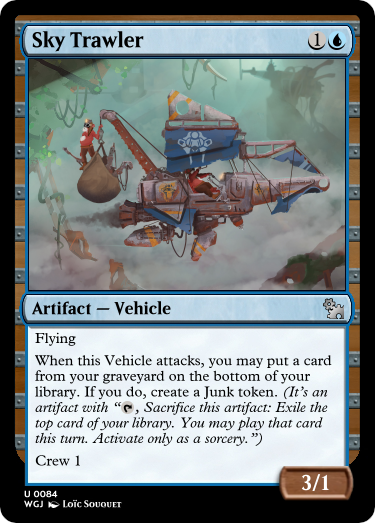 Sky Trawler 1
Artifact — Vehicle
Flying
When this Vehicle attacks, you may put a card
from your graveyard on the bottom of your
library. If you do, create a Junk token. (It's an
artifact with “, Sacrifice this artifact: Exile the
top card of your library. You may play that card
this turn. Activate only as a sorcery.”)
Crew 1
3/1
U 0084
WGJ Loïc Souquet